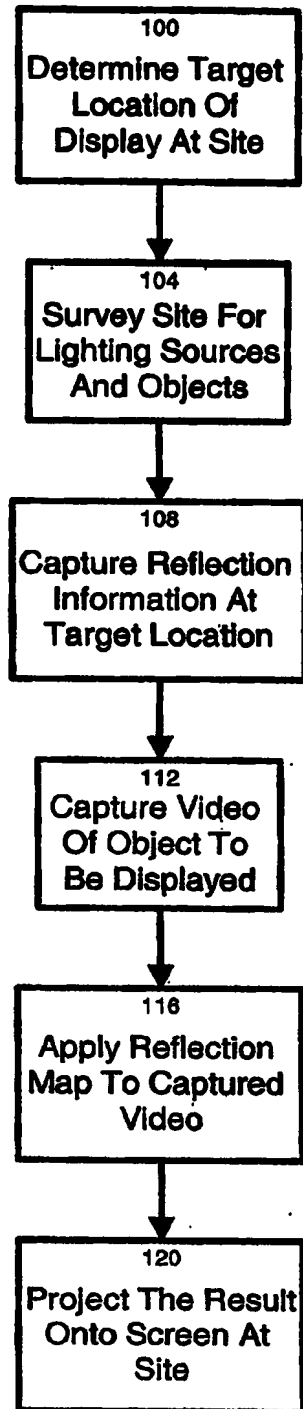 100
Determine Target
Location Of
Display At Site
104
Survey Site For
Lighting Sources
And Objects
108
Capture Reflection
Information At
Target Location
112
Capture Video
Of Object To
Be Displayed
116
Apply Reflection
Map To Captured
Video
120
Project The Result
Onto Screen At
Site